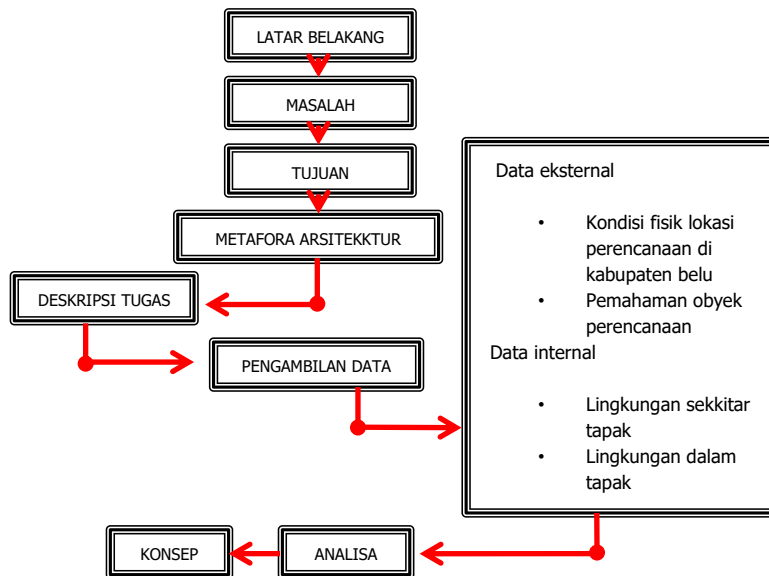 LATAR BELAKANG
MASALAH
TUJUAN
METAFORA ARSITEKKTUR
DESKRIPSI TUGAS
PENGAMBILAN DATA
Data eksternal
• Kondisi fisik lokasi
perencanaan di
kabupaten belu
• Pemahaman obyek
perencanaan
Data internal
• Lingkungan sekkitar
tapak
• Lingkungan dalam
tapak
KONSEP
ANALISA